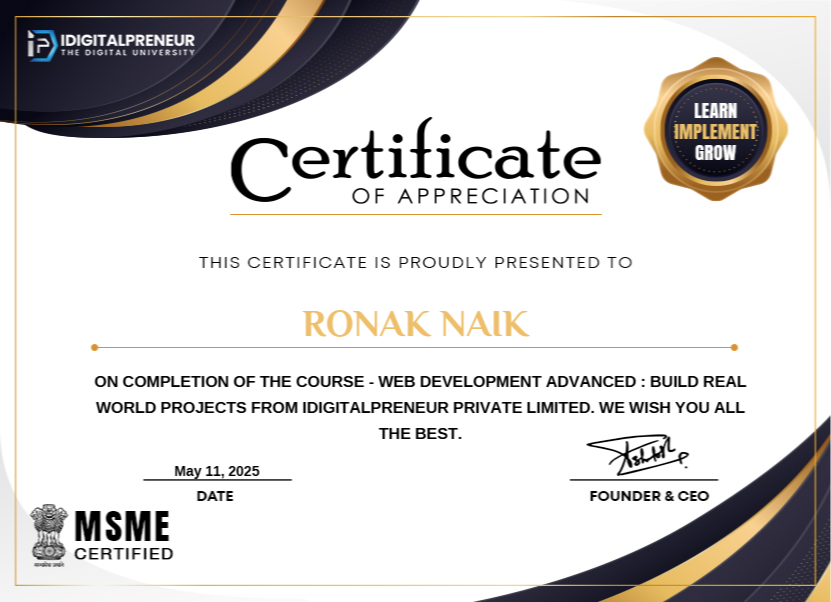 IDIGITALPRENEUR
THE DIGITAL UNIVERSITY
LEARN
IMPLEMENT
GROW
Certificate
OF APPRECIATION
THIS CERTIFICATE IS PROUDLY PRESENTED TO
RONAK NAIK
ON COMPLETION OF THE COURSE - WEB DEVELOPMENT ADVANCED : BUILD REAL
WORLD PROJECTS FROM IDIGITALPRENEUR PRIVATE LIMITED. WE WISH YOU ALL
THE BEST.
May 11, 2025
DATE
FOUNDER & CEO
MSME
CERTIFIED
सत्यमेव जयते